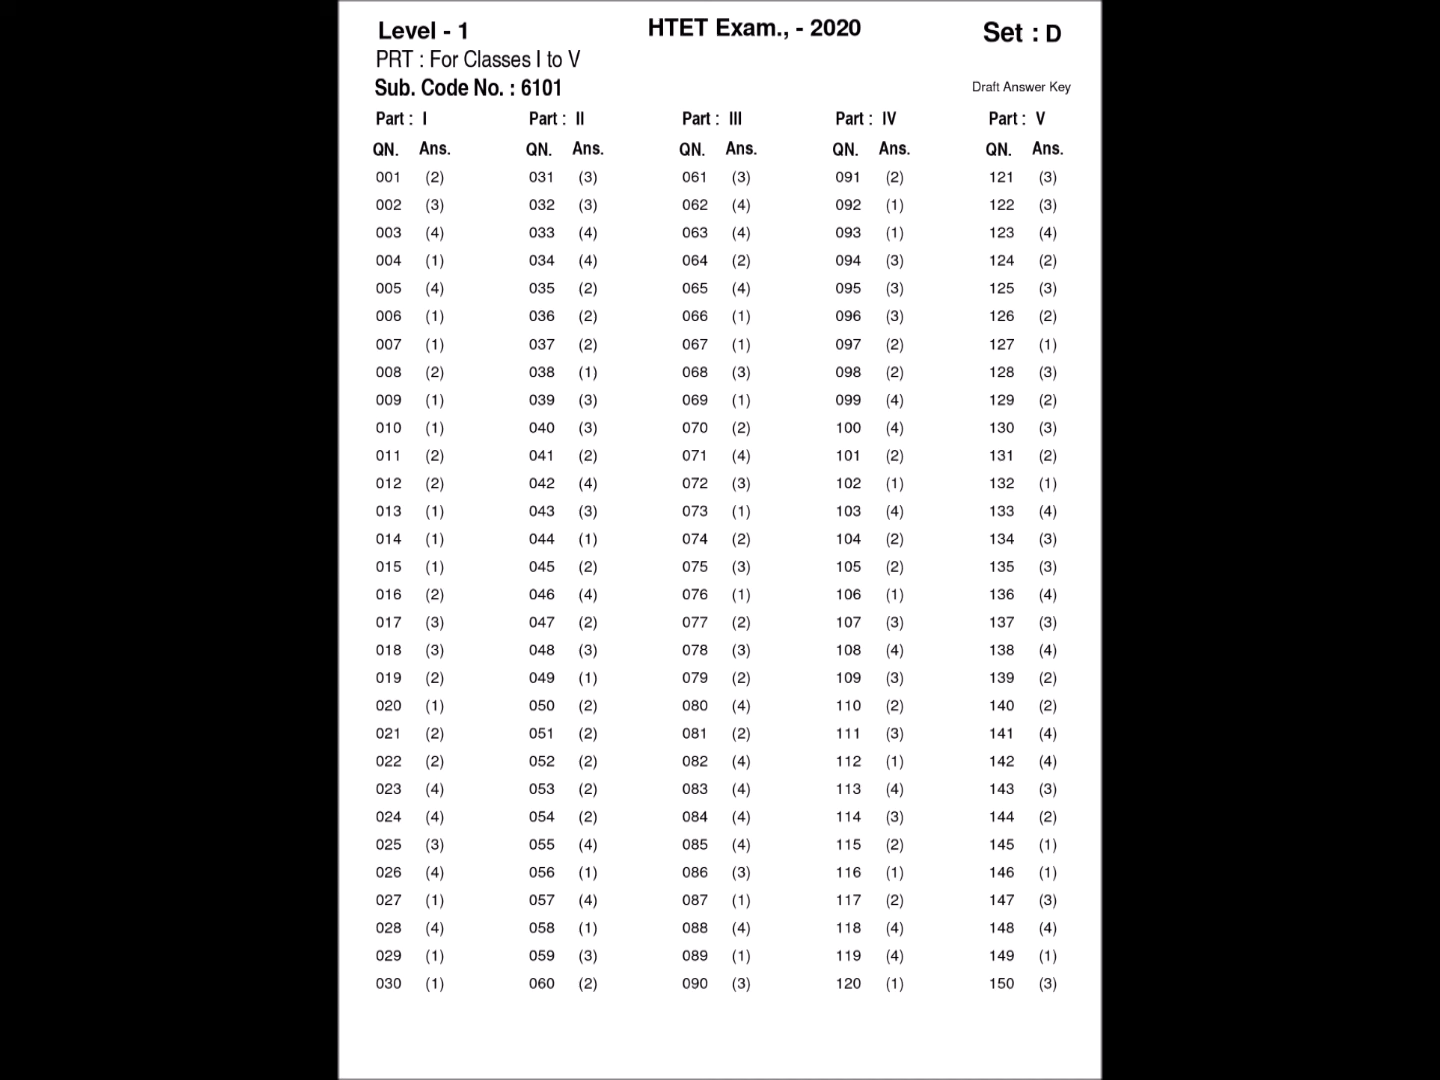 Level - 1 HTET Exam., - 2020 Set : D
PRT : For Classes I to V
Sub. Code No. : 6101 Draft Answer Key
Part : I Part : II Part : III Part : IV Part : V
QN. Ans. QN. Ans. QN. Ans. QN. Ans. QN. Ans.
001 (2) 031 (3) 061 (3) 091 (2) 121 (3)
002 (3) 032 (3) 062 (4) 092 (1) 122 (3)
003 (4) 033 (4) 063 (4) 093 (1) 123 (4)
004 (1) 034 (4) 064 (2) 094 (3) 124 (2)
005 (4) 035 (2) 065 (4) 095 (3) 125 (3)
006 (1) 036 (2) 066 (1) 096 (3) 126 (2)
007 (1) 037 (2) 067 (1) 097 (2) 127 (1)
008 (2) 038 (1) 068 (3) 098 (2) 128 (3)
009 (1) 039 (3) 069 (1) 099 (4) 129 (2)
010 (1) 040 (3) 070 (2) 100 (4) 130 (3)
011 (2) 041 (2) 071 (4) 101 (2) 131 (2)
012 (2) 042 (4) 072 (3) 102 (1) 132 (1)
013 (1) 043 (3) 073 (1) 103 (4) 133 (4)
014 (1) 044 (1) 074 (2) 104 (2) 134 (3)
015 (1) 045 (2) 075 (3) 105 (2) 135 (3)
016 (2) 046 (4) 076 (1) 106 (1) 136 (4)
017 (3) 047 (2) 077 (2) 107 (3) 137 (3)
018 (3) 048 (3) 078 (3) 108 (4) 138 (4)
019 (2) 049 (1) 079 (2) 109 (3) 139 (2)
020 (1) 050 (2) 080 (4) 110 (2) 140 (2)
021 (2) 051 (2) 081 (2) 111 (3) 141 (4)
022 (2) 052 (2) 082 (4) 112 (1) 142 (4)
023 (4) 053 (2) 083 (4) 113 (4) 143 (3)
024 (4) 054 (2) 084 (4) 114 (3) 144 (2)
025 (3) 055 (4) 085 (4) 115 (2) 145 (1)
026 (4) 056 (1) 086 (3) 116 (1) 146 (1)
027 (1) 057 (4) 087 (1) 117 (2) 147 (3)
028 (4) 058 (1) 088 (4) 118 (4) 148 (4)
029 (1) 059 (3) 089 (1) 119 (4) 149 (1)
030 (1) 060 (2) 090 (3) 120 (1) 150 (3)